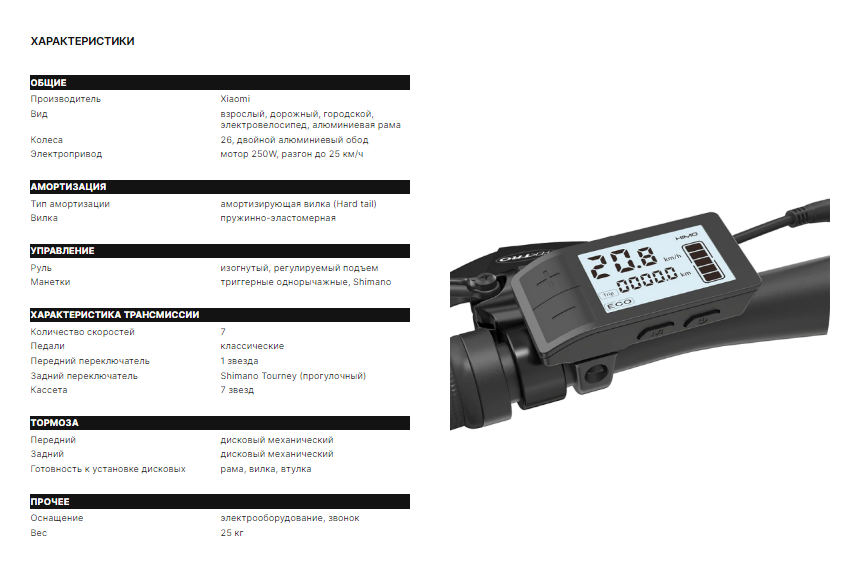 ХАРАКТЕРИСТИКИ
ОБЩИЕ
Производитель Xiaomi
Вид взрослый, дорожный, городской,
электровелосипед, алюминиевая рама
Колеса 26, двойной алюминиевый обод
Электропривод мотор 250W, разгон до 25 км/ч
АМОРТИЗАЦИЯ
Тип амортизации амортизирующая вилка (Hard tail)
Вилка пружинно-эластомерная
УПРАВЛЕНИЕ
Руль изогнутый, регулируемый подъем
Манетки триггерные однорычажные, Shimano
ХАРАКТЕРИСТИКА ТРАНСМИССИИ
Количество скоростей 7
Педали классические
Передний переключатель 1 звезда
Задний переключатель Shimano Tourney (прогулочный)
Кассета 7 звезд
ТОРМОЗА
Передний дисковый механический
Задний дисковый механический
Готовность к установке дисковых рама, вилка, втулка
ПРОЧЕЕ
Оснащение электрооборудование, звонок
Вес 25 кг
HIMO
20.8 km/h
Trip 0000.0 km
ECO